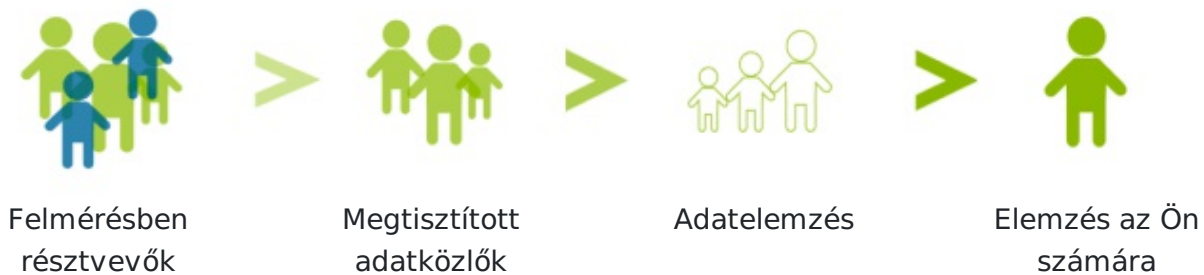 Felmérésben
résztvevők
Megtisztított
adatközlők
Adatelemzés
Elemzés az Ön
számára